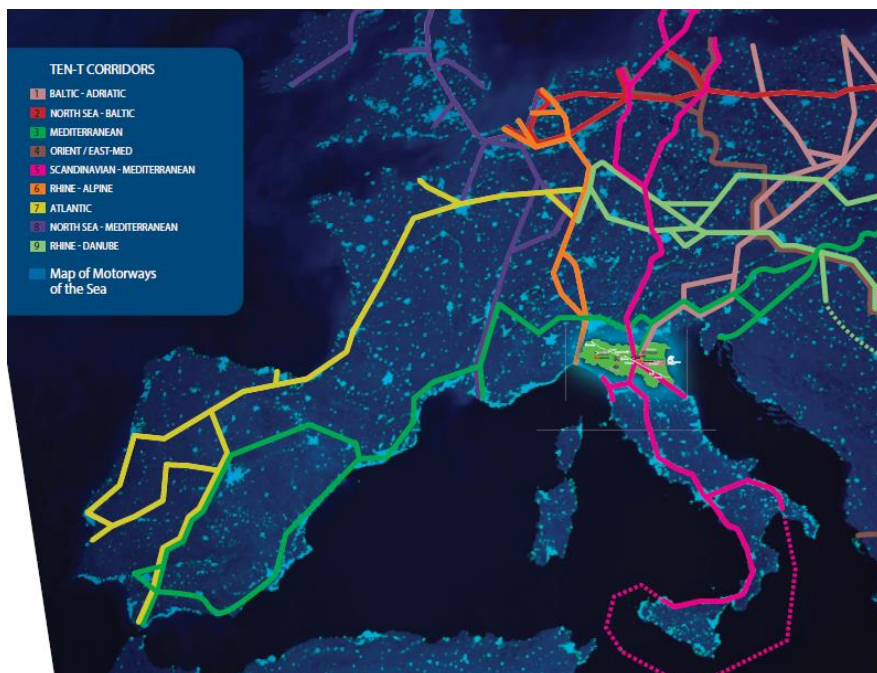 TEN-T CORRIDORS
1 BALTIC - ADRIATIC
2 NORTH SEA - BALTIC
3 MEDITERRANEAN
4 ORIENT / EAST-MED
5 SCANDINAVIAN - MEDITERRANEAN
6 RHINE - ALPINE
7 ATLANTIC
8 NORTH SEA - MEDITERRANEAN
9 RHINE - DANUBE
Map of Motorways
of the Sea